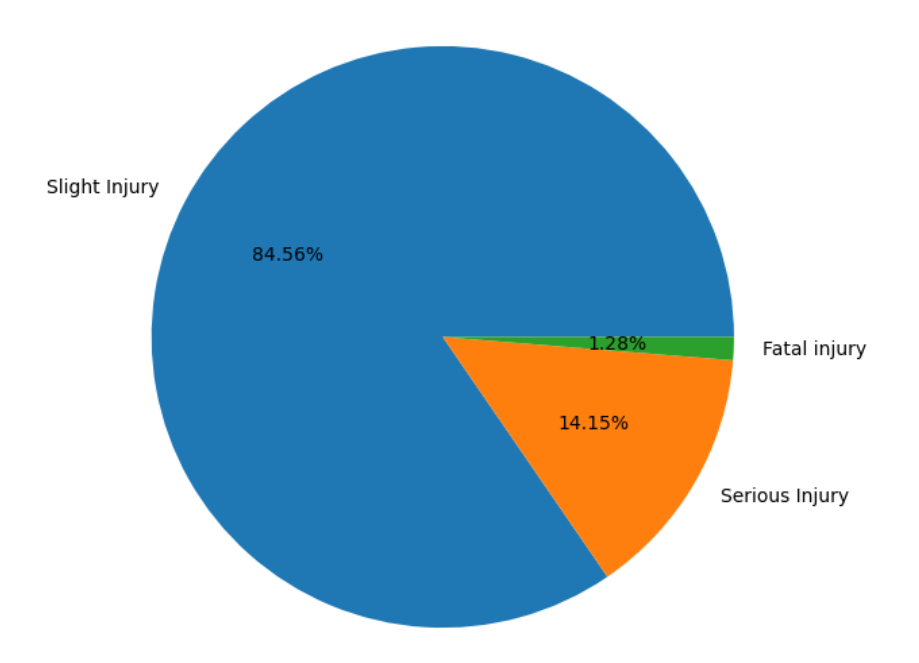 Slight Injury
84.56%
1.28%
Fatal injury
14.15%
Serious Injury